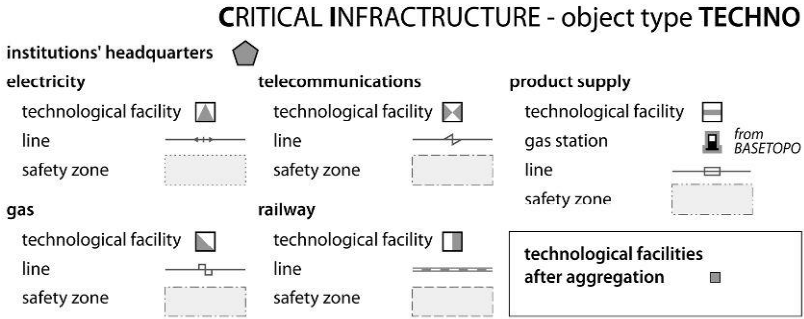 CRITICAL INFRACTRUCTURE - object type TECHNO
institutions' headquarters
electricity
technological facility
line
safety zone
telecommunications
technological facility
line
safety zone
product supply
technological facility
gas station
from
BASETOPO
line
safety zone
gas
technological facility
line
safety zone
railway
technological facility
line
safety zone
technological facilities
after aggregation